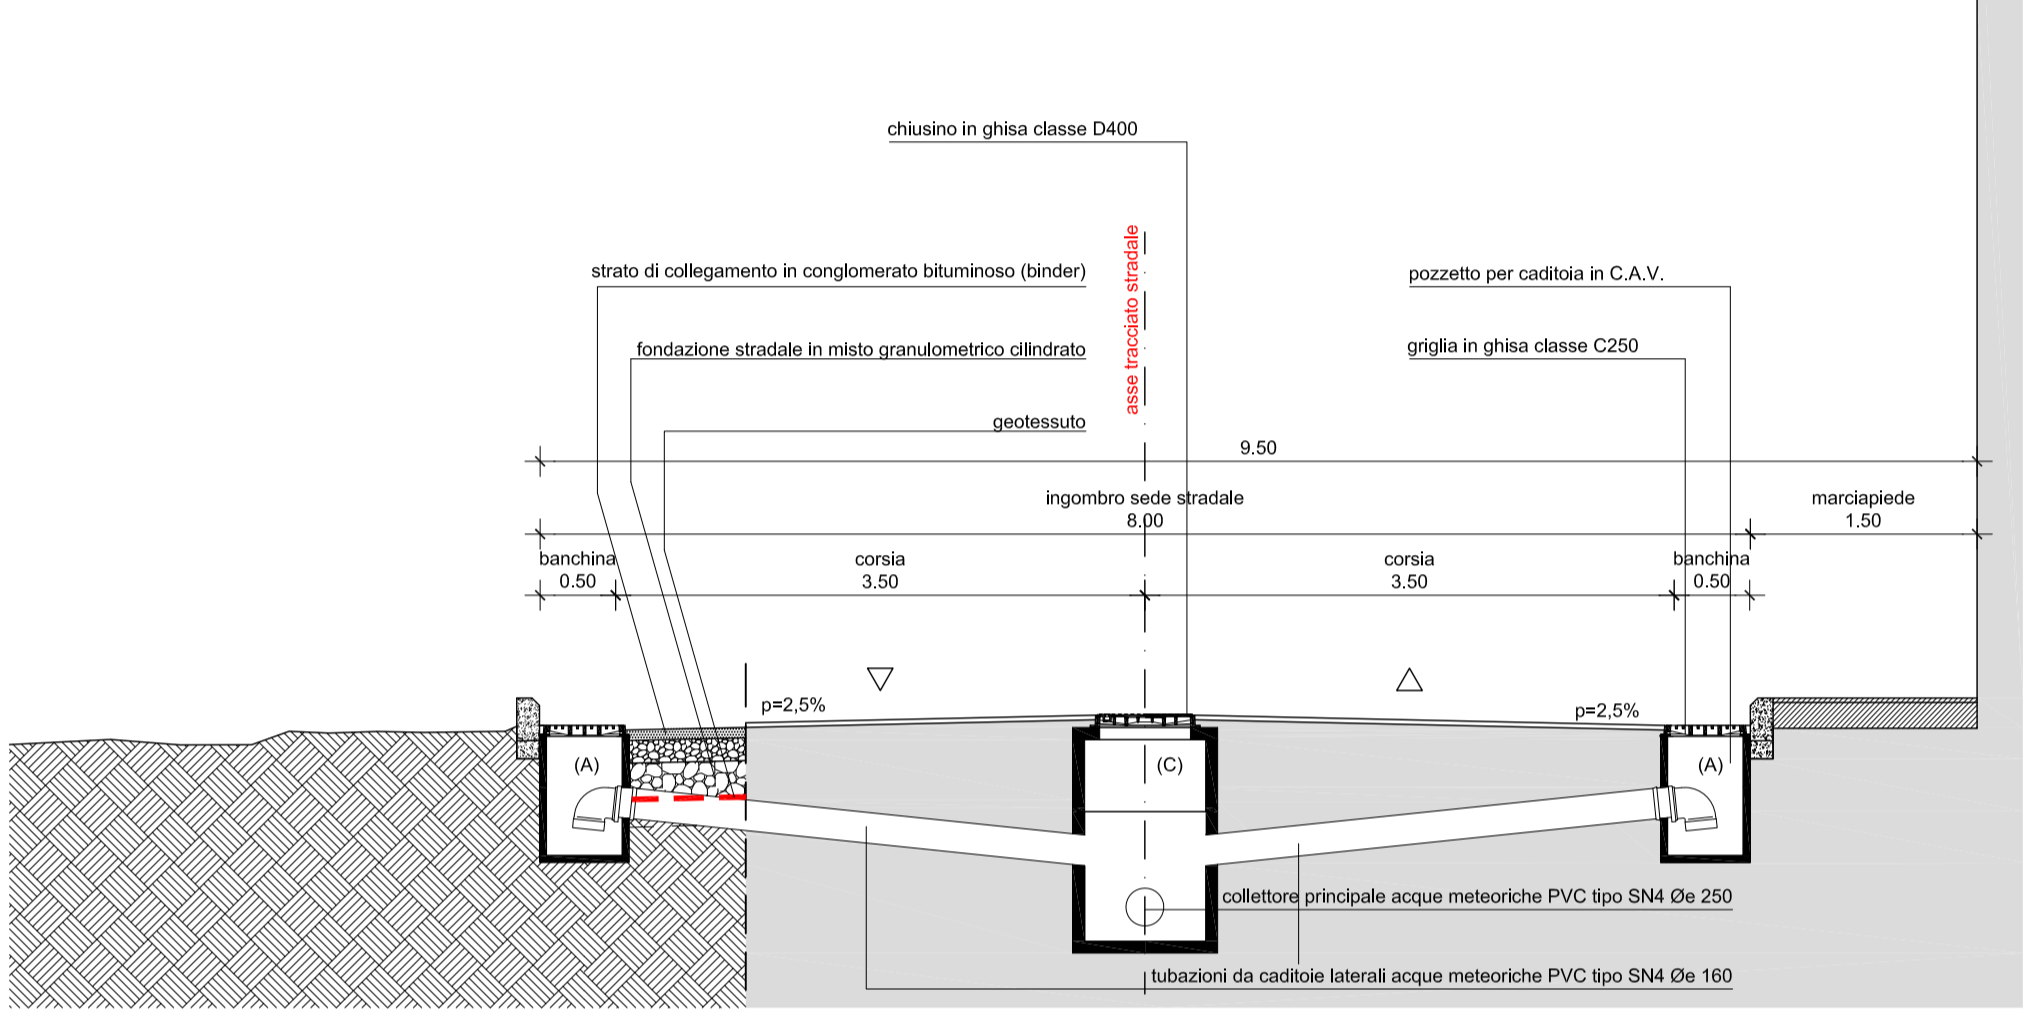 chiusino in ghisa classe D400
asse tracciato stradale
strato di collegamento in conglomerato bituminoso (binder)
pozzetto per caditoia in C.A.V.
fondazione stradale in misto granulometrico cilindrato
griglia in ghisa classe C250
geotessuto
9.50
ingombro sede stradale
8.00
marciapiede
1.50
banchina
0.50
corsia
3.50
corsia
3.50
banchina
0.50
p=2,5%
p=2,5%
(A)
(C)
(A)
collettore principale acque meteoriche PVC tipo SN4 Øe 250
tubazioni da caditoie laterali acque meteoriche PVC tipo SN4 Øe 160